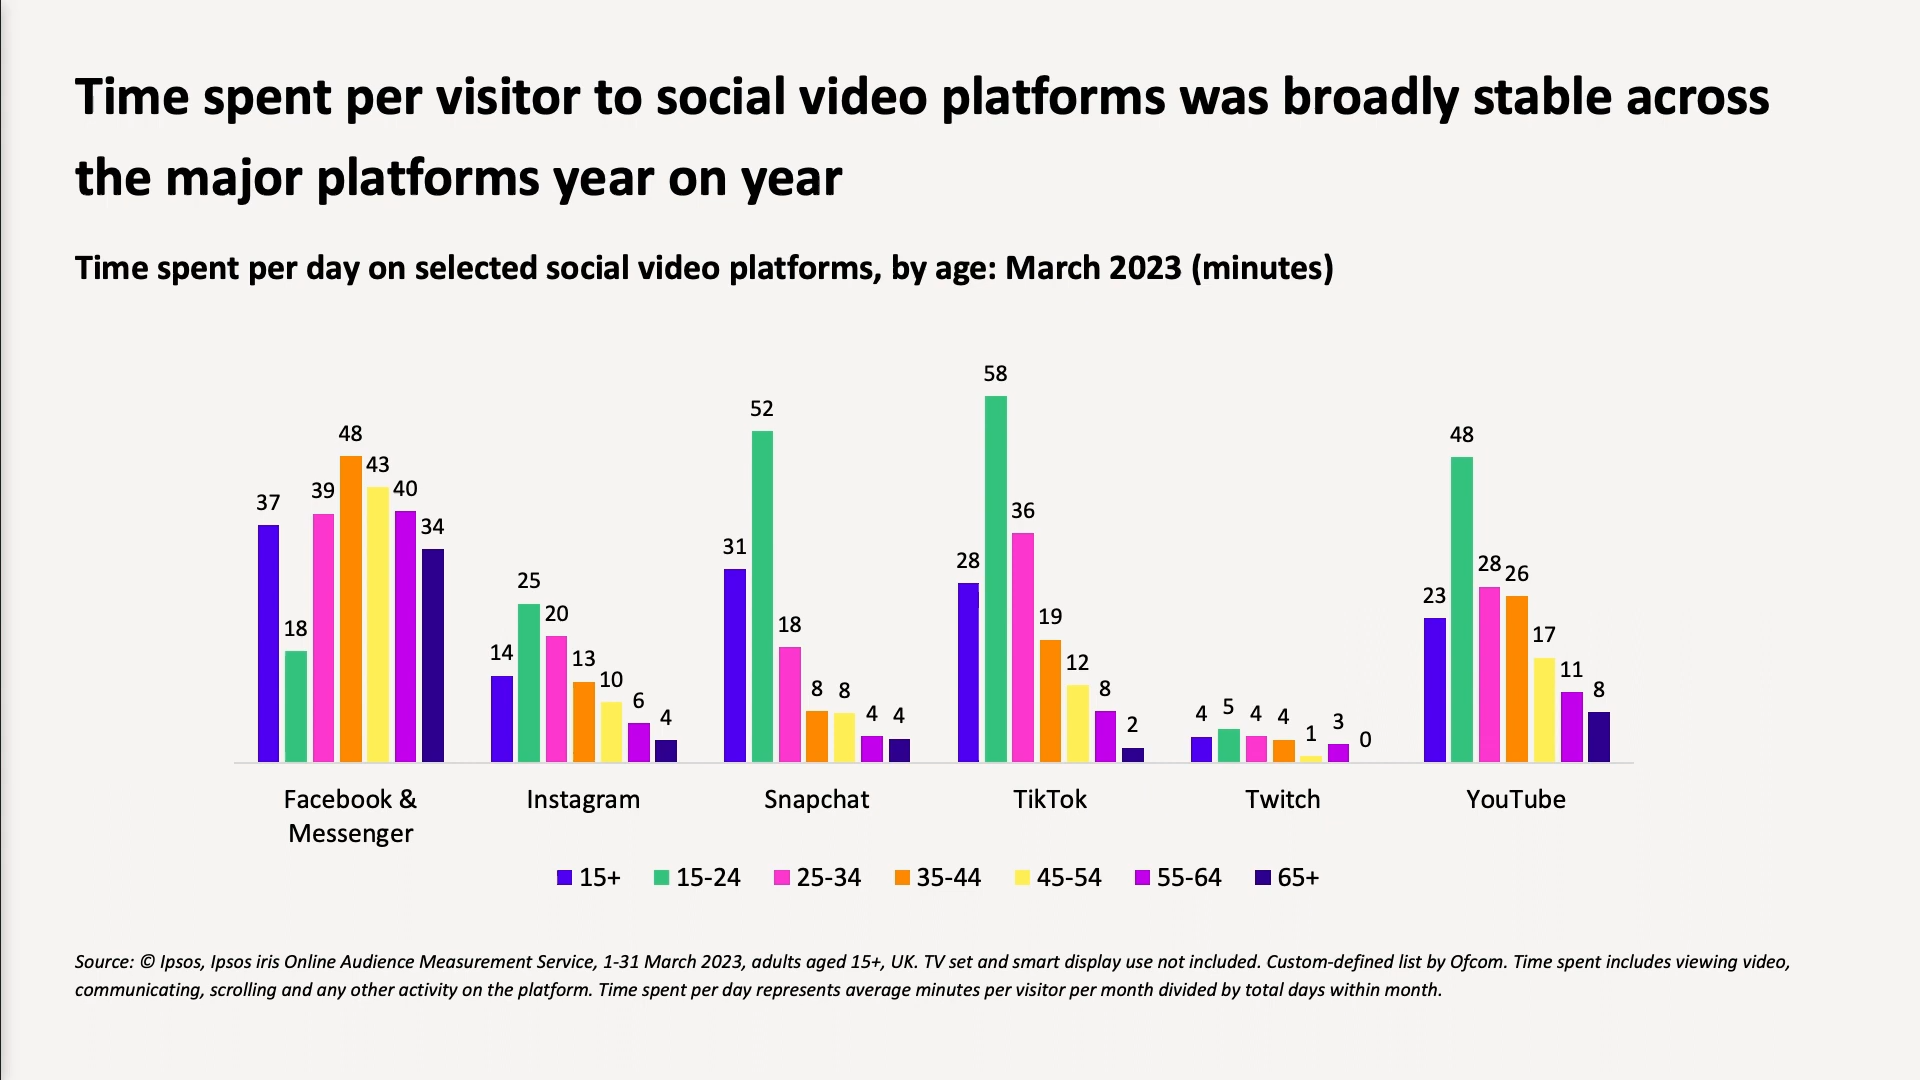 Time spent per visitor to social video platforms was broadly stable across
the major platforms year on year
Time spent per day on selected social video platforms, by age: March 2023 (minutes)
37 18 39 48 43 40 34
14 25 20 13 10 6 4
31 52 18 8 8 4 4
28 58 36 19 12 8 2
4 5 4 4 1 3 0
23 48 28 26 17 11 8
Facebook & Instagram Snapchat TikTok Twitch YouTube
Messenger
15+ 15-24 25-34 35-44 45-54 55-64 65+
Source: © Ipsos, Ipsos iris Online Audience Measurement Service, 1-31 March 2023, adults aged 15+, UK. TV set and smart display use not included. Custom-defined list by Ofcom. Time spent includes viewing video,
communicating, scrolling and any other activity on the platform. Time spent per day represents average minutes per visitor per month divided by total days within month.